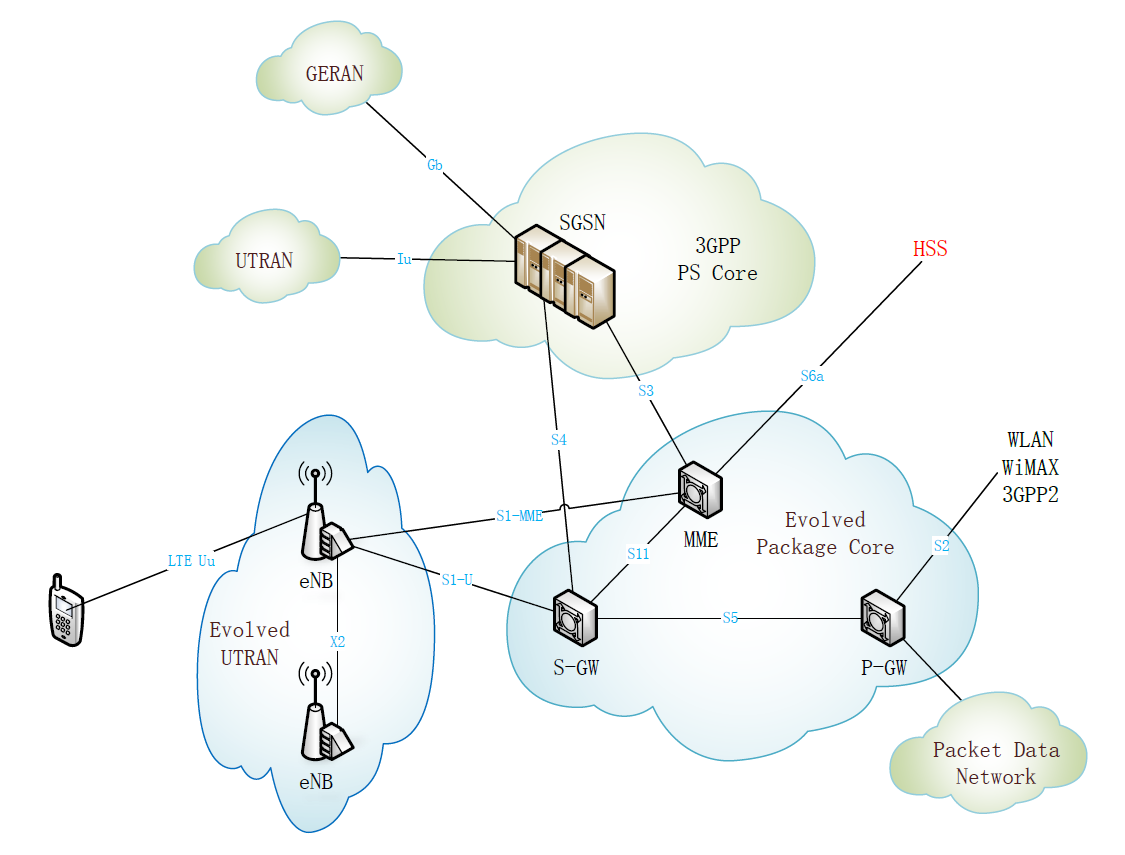 GERAN
Gb
SGSN
3GPP
PS Core
HSS
UTRAN
Iu
S6a
S3
S4
WLAN
WiMAX
3GPP2
S1-MME
MME
Evolved
Package Core
S2
LTE Uu
S11
eNB
S1-U
Evolved
UTRAN
X2
S5
S-GW
P-GW
eNB
Packet Data
Network